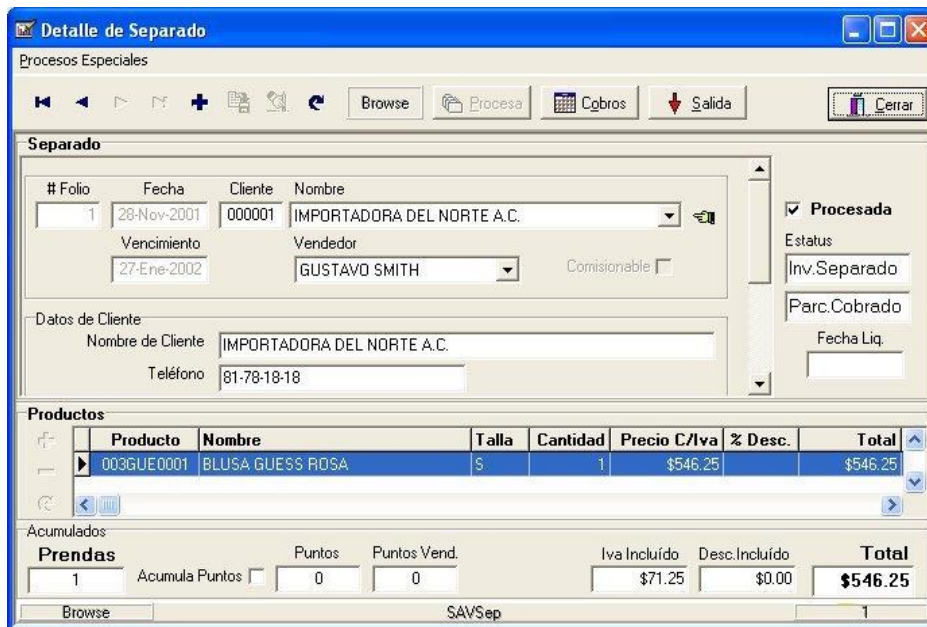 Detalle de Separado
Procesos Especiales
Browse Procesa Cobros Salida Cerrar
Separado
# Folio Fecha Cliente Nombre
1 28-Nov-2001 000001 IMPORTADORA DEL NORTE A.C.
Procesada
Vencimiento Vendedor
27-Ene-2002 GUSTAVO SMITH Comisionable
Estatus
Inv.Separado
Parc.Cobrado
Fecha Liq.
Datos de Cliente
Nombre de Cliente IMPORTADORA DEL NORTE A.C.
Teléfono 81-78-18-18
Productos
Producto Nombre Talla Cantidad Precio C/Iva % Desc. Total
003GUE0001 BLUSA GUESS ROSA S 1 $546.25 $546.25
Acumulados
Prendas Puntos Puntos Vend. Iva Incluído Desc.Incluído Total
1 Acumula Puntos 0 0 $71.25 $0.00 $546.25
Browse SAVSep 1